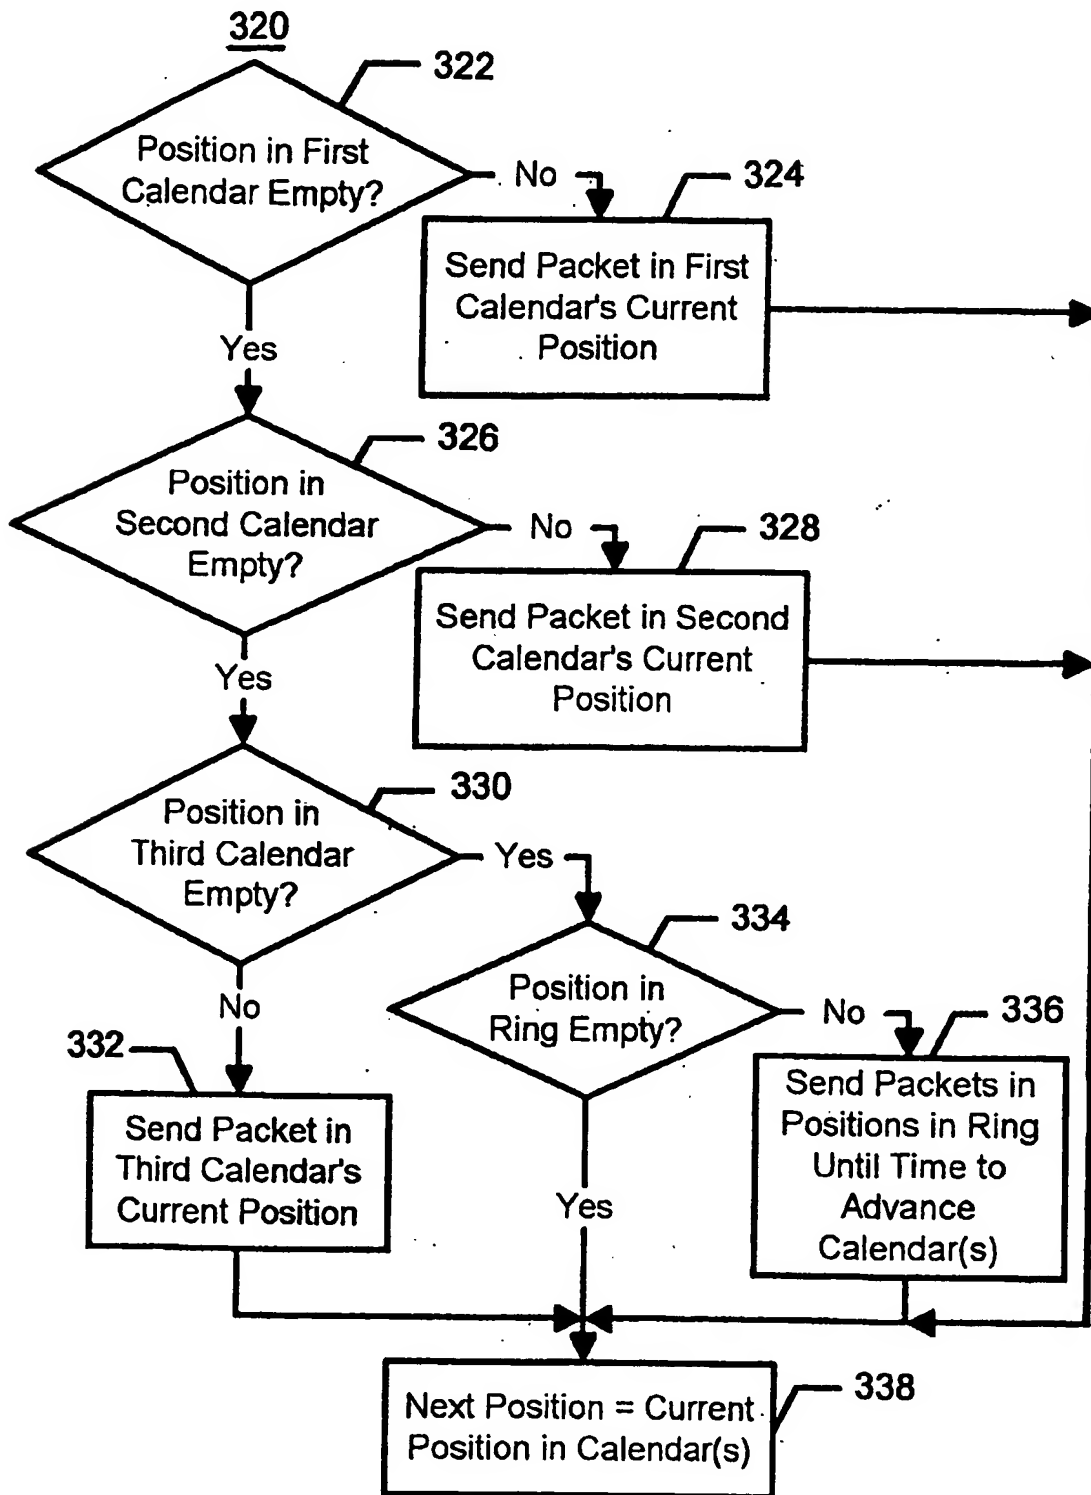 320
322
Position in First
Calendar Empty?
No
324
Send Packet in First
Calendar's Current
Position
Yes
326
Position in
Second Calendar
Empty?
No
328
Send Packet in Second
Calendar's Current
Position
Yes
330
Position in
Third Calendar
Empty?
Yes
334
Position in
Ring Empty?
No
336
Send Packets in
Positions in Ring
Until Time to
Advance
Calendar(s)
No
332
Send Packet in
Third Calendar's
Current Position
Yes
338
Next Position = Current
Position in Calendar(s)